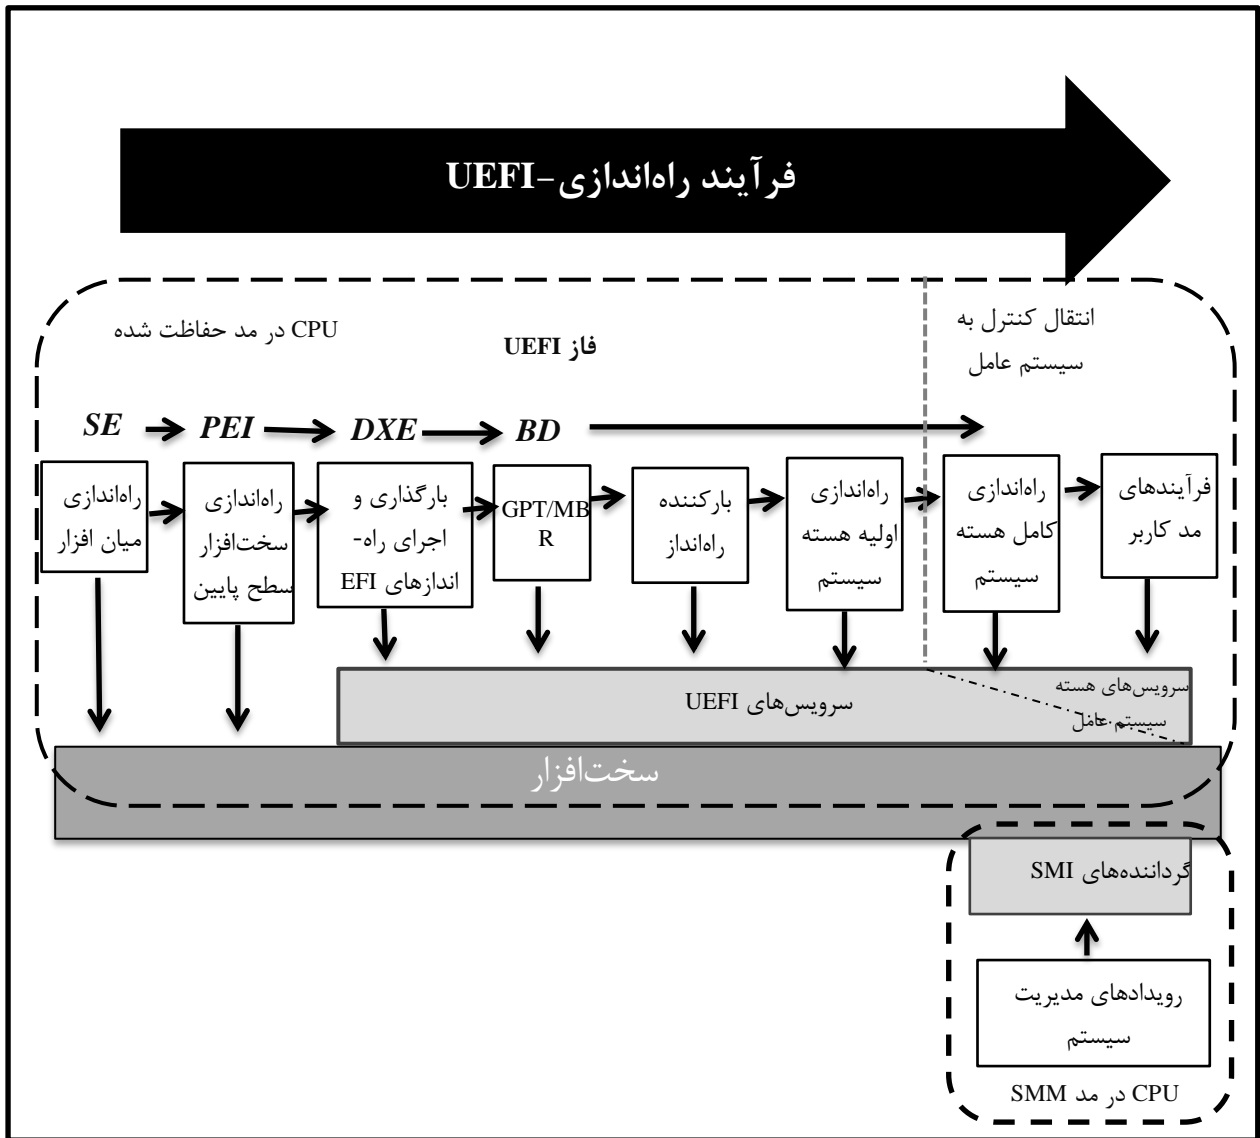 فرآیند راه‌اندازی-UEFI
CPU در مد حفاظت شده
فاز UEFI
انتقال کنترل به
سیستم عامل
SE
PEI
DXE
BD
راه‌اندازی
میان افزار
راه‌اندازی
سخت‌افزار
سطح پایین
بارگذاری و
اجرای راه-
اندازهای EFI
GPT/MB
R
بارکننده
راه‌انداز
راه‌اندازی
اولیه هسته
سیستم
راه‌اندازی
کامل هسته
سیستم
فرآیندهای
مد کاربر
سرویس‌های UEFI
سرویس‌های هسته
سیستم عامل
سخت‌افزار
گرداننده‌های SMI
رویدادهای مدیریت
سیستم
CPU در مد SMM